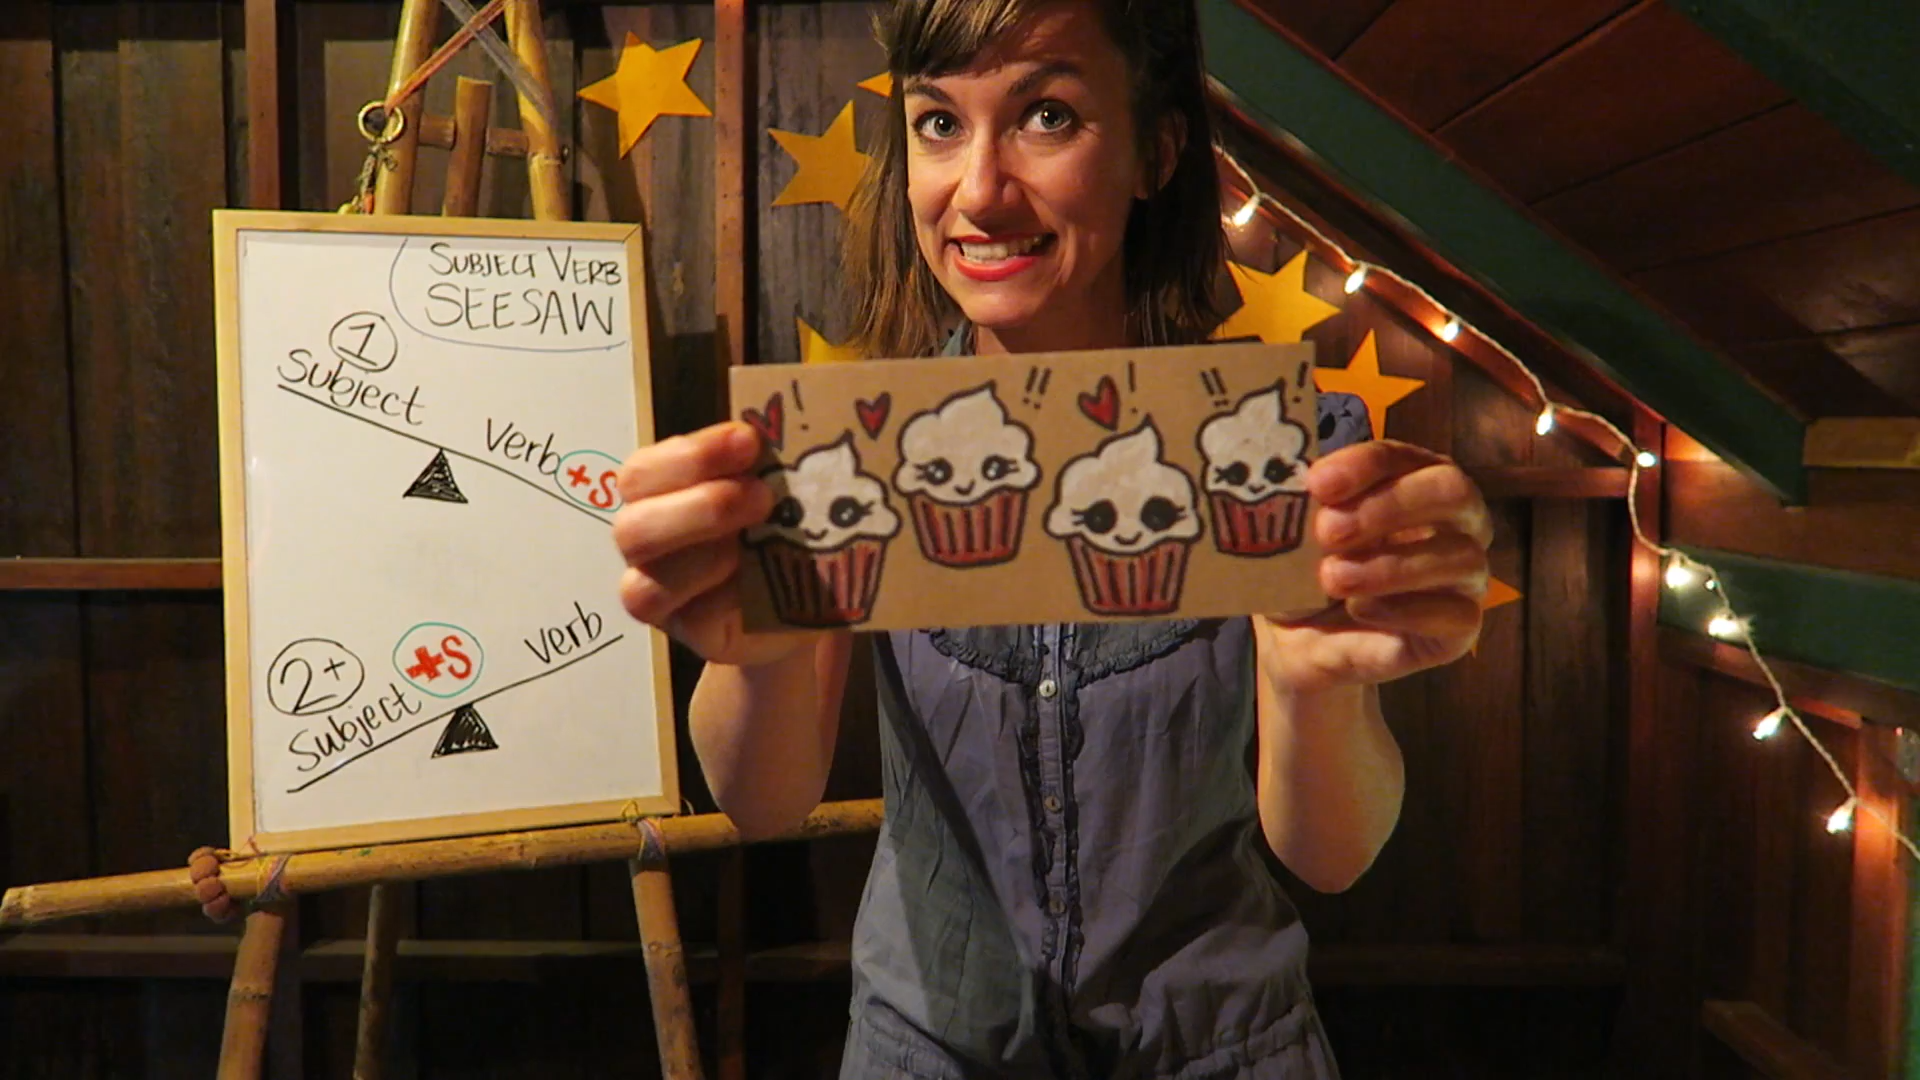 SUBJECT VERB
SEESAW
1
Subject
verb +S
2+
+S
Subject
verb
! !! ! !! !